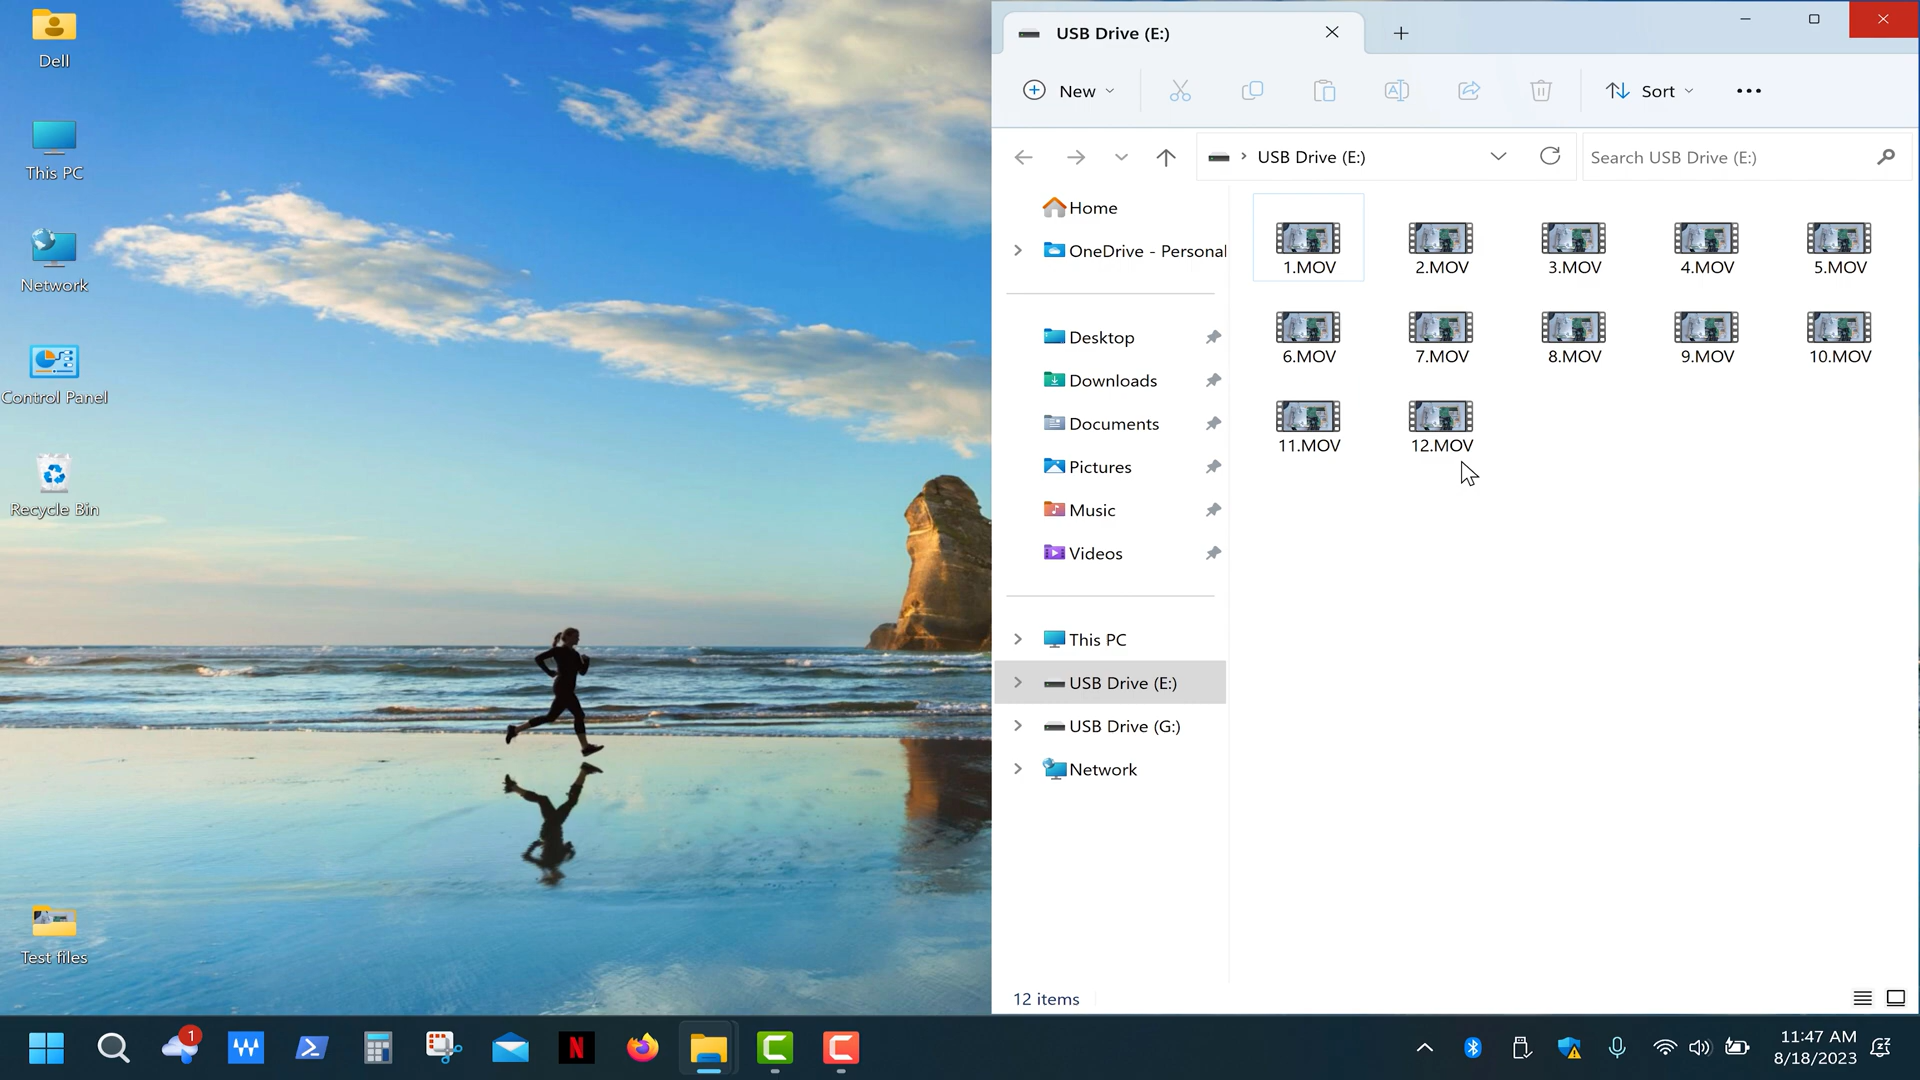 Dell
This PC
Network
Control Panel
Recycle Bin
Test files
USB Drive (E:)
New
Sort
USB Drive (E:)
Search USB Drive (E:)
Home
OneDrive - Personal
Desktop
Downloads
Documents
Pictures
Music
Videos
This PC
USB Drive (E:)
USB Drive (G:)
Network
1.MOV
2.MOV
3.MOV
4.MOV
5.MOV
6.MOV
7.MOV
8.MOV
9.MOV
10.MOV
11.MOV
12.MOV
12 items
1
N
11:47 AM
8/18/2023